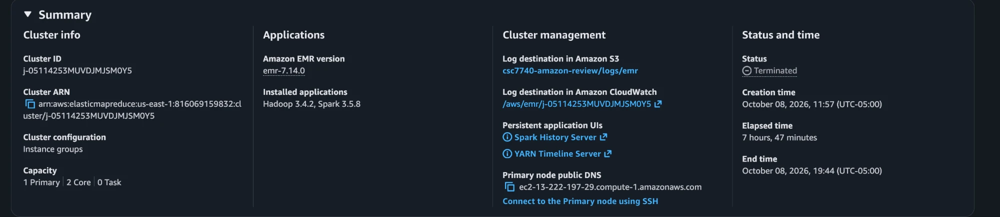 Summary
Cluster info
Cluster ID
j-05114253MUVDJMJSM0Y5
Cluster ARN
arn:aws:elasticmapreduce:us-east-1:816069159832:cl
uster/j-05114253MUVDJMJSM0Y5
Cluster configuration
Instance groups
Capacity
1 Primary | 2 Core | 0 Task
Applications
Amazon EMR version
emr-7.14.0
Installed applications
Hadoop 3.4.2, Spark 3.5.8
Cluster management
Log destination in Amazon S3
csc7740-amazon-review/logs/emr
Log destination in Amazon CloudWatch
/aws/emr/j-05114253MUVDJMJSM0Y5
Persistent application UIs
Spark History Server
YARN Timeline Server
Primary node public DNS
ec2-13-222-197-29.compute-1.amazonaws.com
Connect to the Primary node using SSH
Status and time
Status
Terminated
Creation time
October 08, 2026, 11:57 (UTC-05:00)
Elapsed time
7 hours, 47 minutes
End time
October 08, 2026, 19:44 (UTC-05:00)